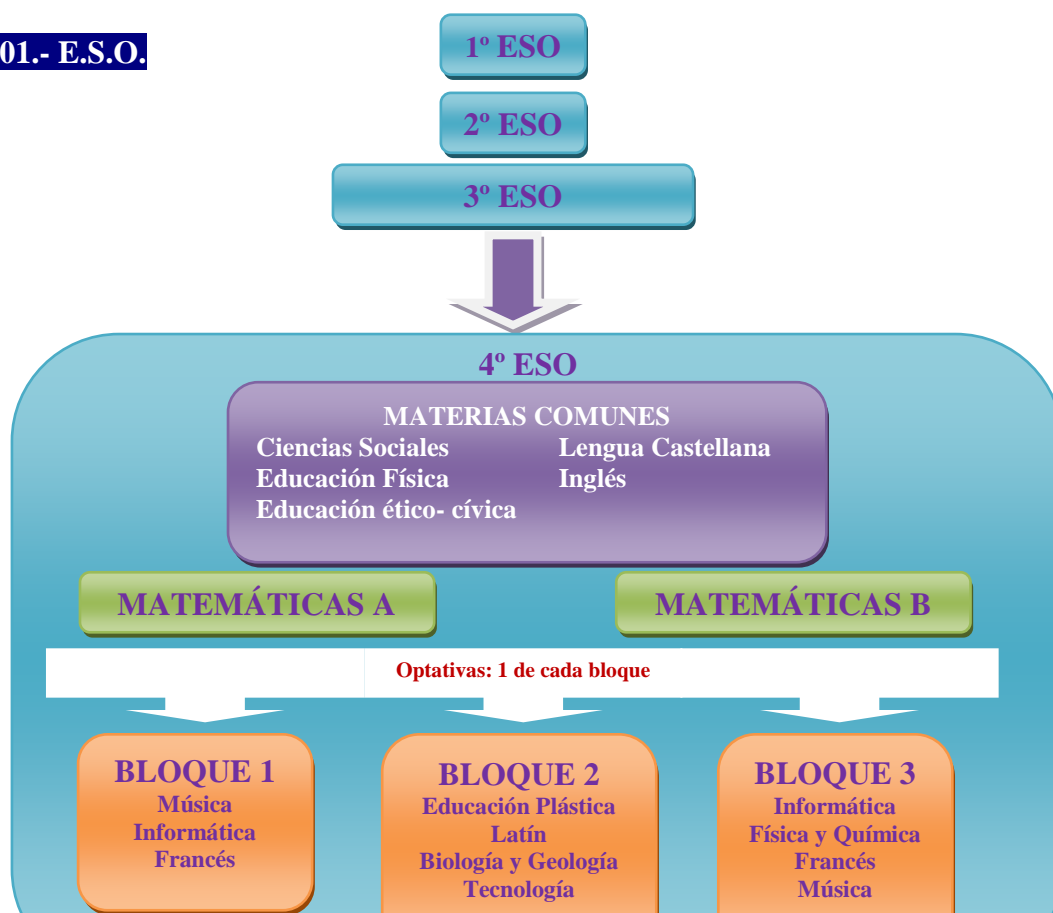 01.- E.S.O.
1º ESO
2º ESO
3º ESO
4º ESO
MATERIAS COMUNES
Ciencias Sociales Lengua Castellana
Educación Física Inglés
Educación ético- cívica
MATEMÁTICAS A
MATEMÁTICAS B
Optativas: 1 de cada bloque
BLOQUE 1
Música
Informática
Francés
BLOQUE 2
Educación Plástica
Latín
Biología y Geología
Tecnología
BLOQUE 3
Informática
Física y Química
Francés
Música